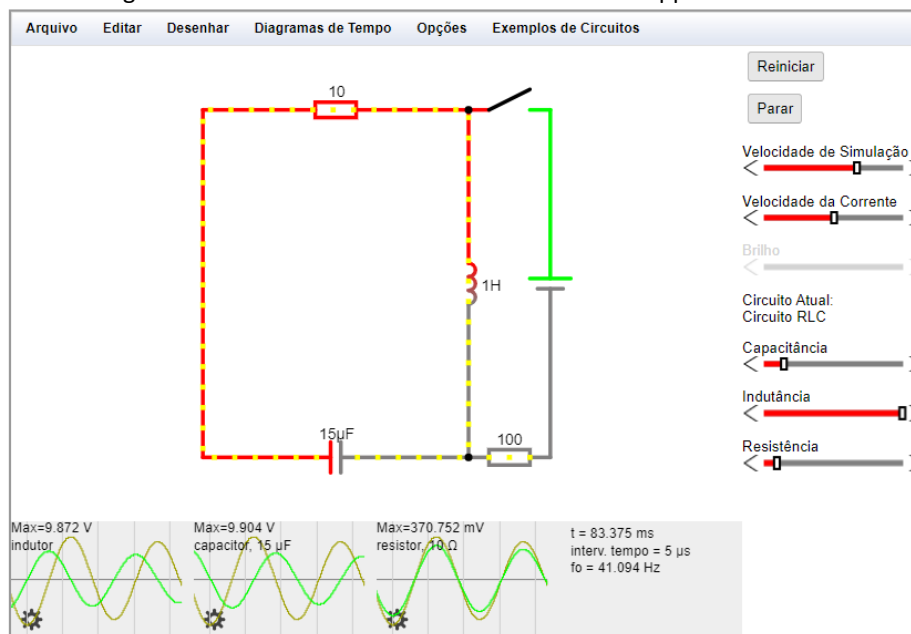 Arquivo Editar Desenhar Diagramas de Tempo Opções Exemplos de Circuitos
Reiniciar
Parar
Velocidade de Simulação
Velocidade da Corrente
Brilho
Circuito Atual:
Circuito RLC
Capacitância
Indutância
Resistência
10
1H
15µF
100
Max=9.872 V
indutor
Max=9.904 V
capacitor, 15 uF
Max=370.752 mV
resistor, 10 Ω
t = 83.375 ms
interv. tempo = 5 µs
fo = 41.094 Hz